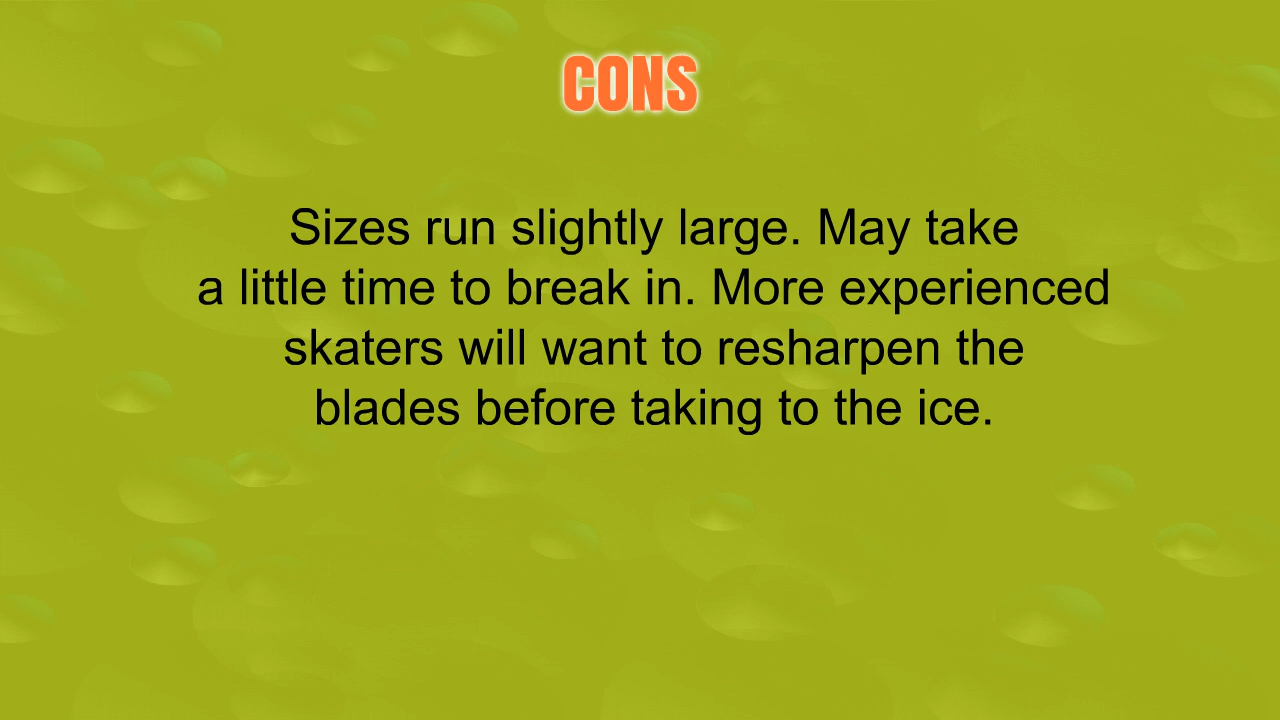 CONS
Sizes run slightly large. May take
a little time to break in. More experienced
skaters will want to resharpen the
blades before taking to the ice.